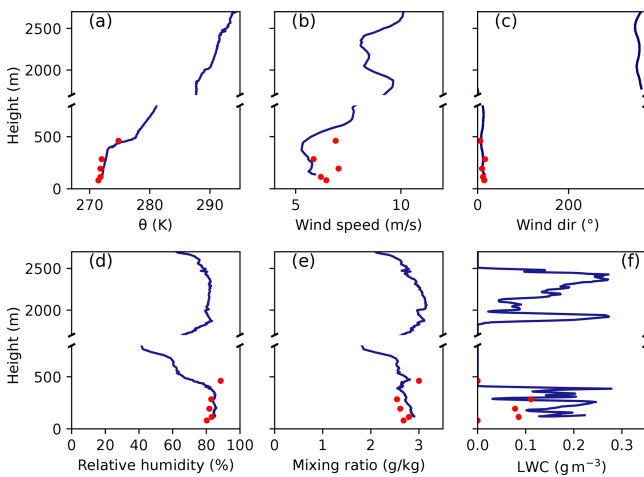 (a) (b) (c)
2500
2000
Height (m)
500
0
270 280 290 5 10 0 200
θ (K) Wind speed (m/s) Wind dir (°)
(d) (e) (f)
2500
2000
Height (m)
500
0
0 20 40 60 80 100 0 1 2 3 0.0 0.1 0.2 0.3
Relative humidity (%) Mixing ratio (g/kg) LWC (g m⁻³)